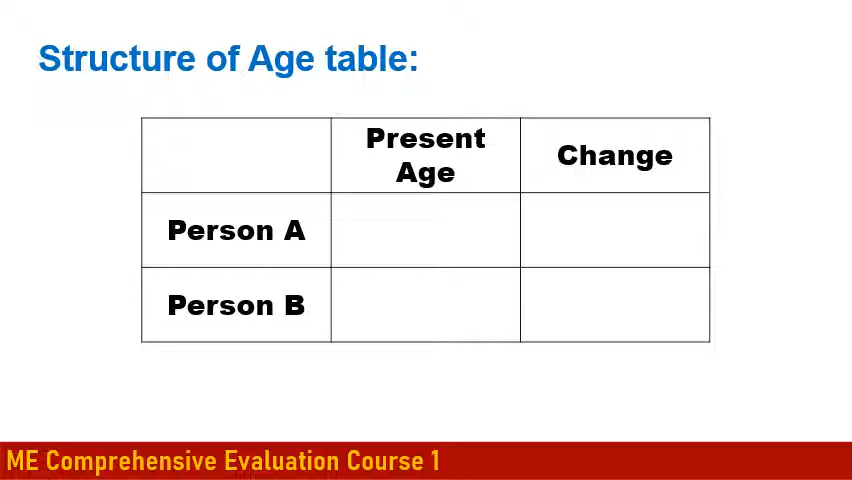 Structure of Age table:
Present
Age
Change
Person A
Person B
ME Comprehensive Evaluation Course 1